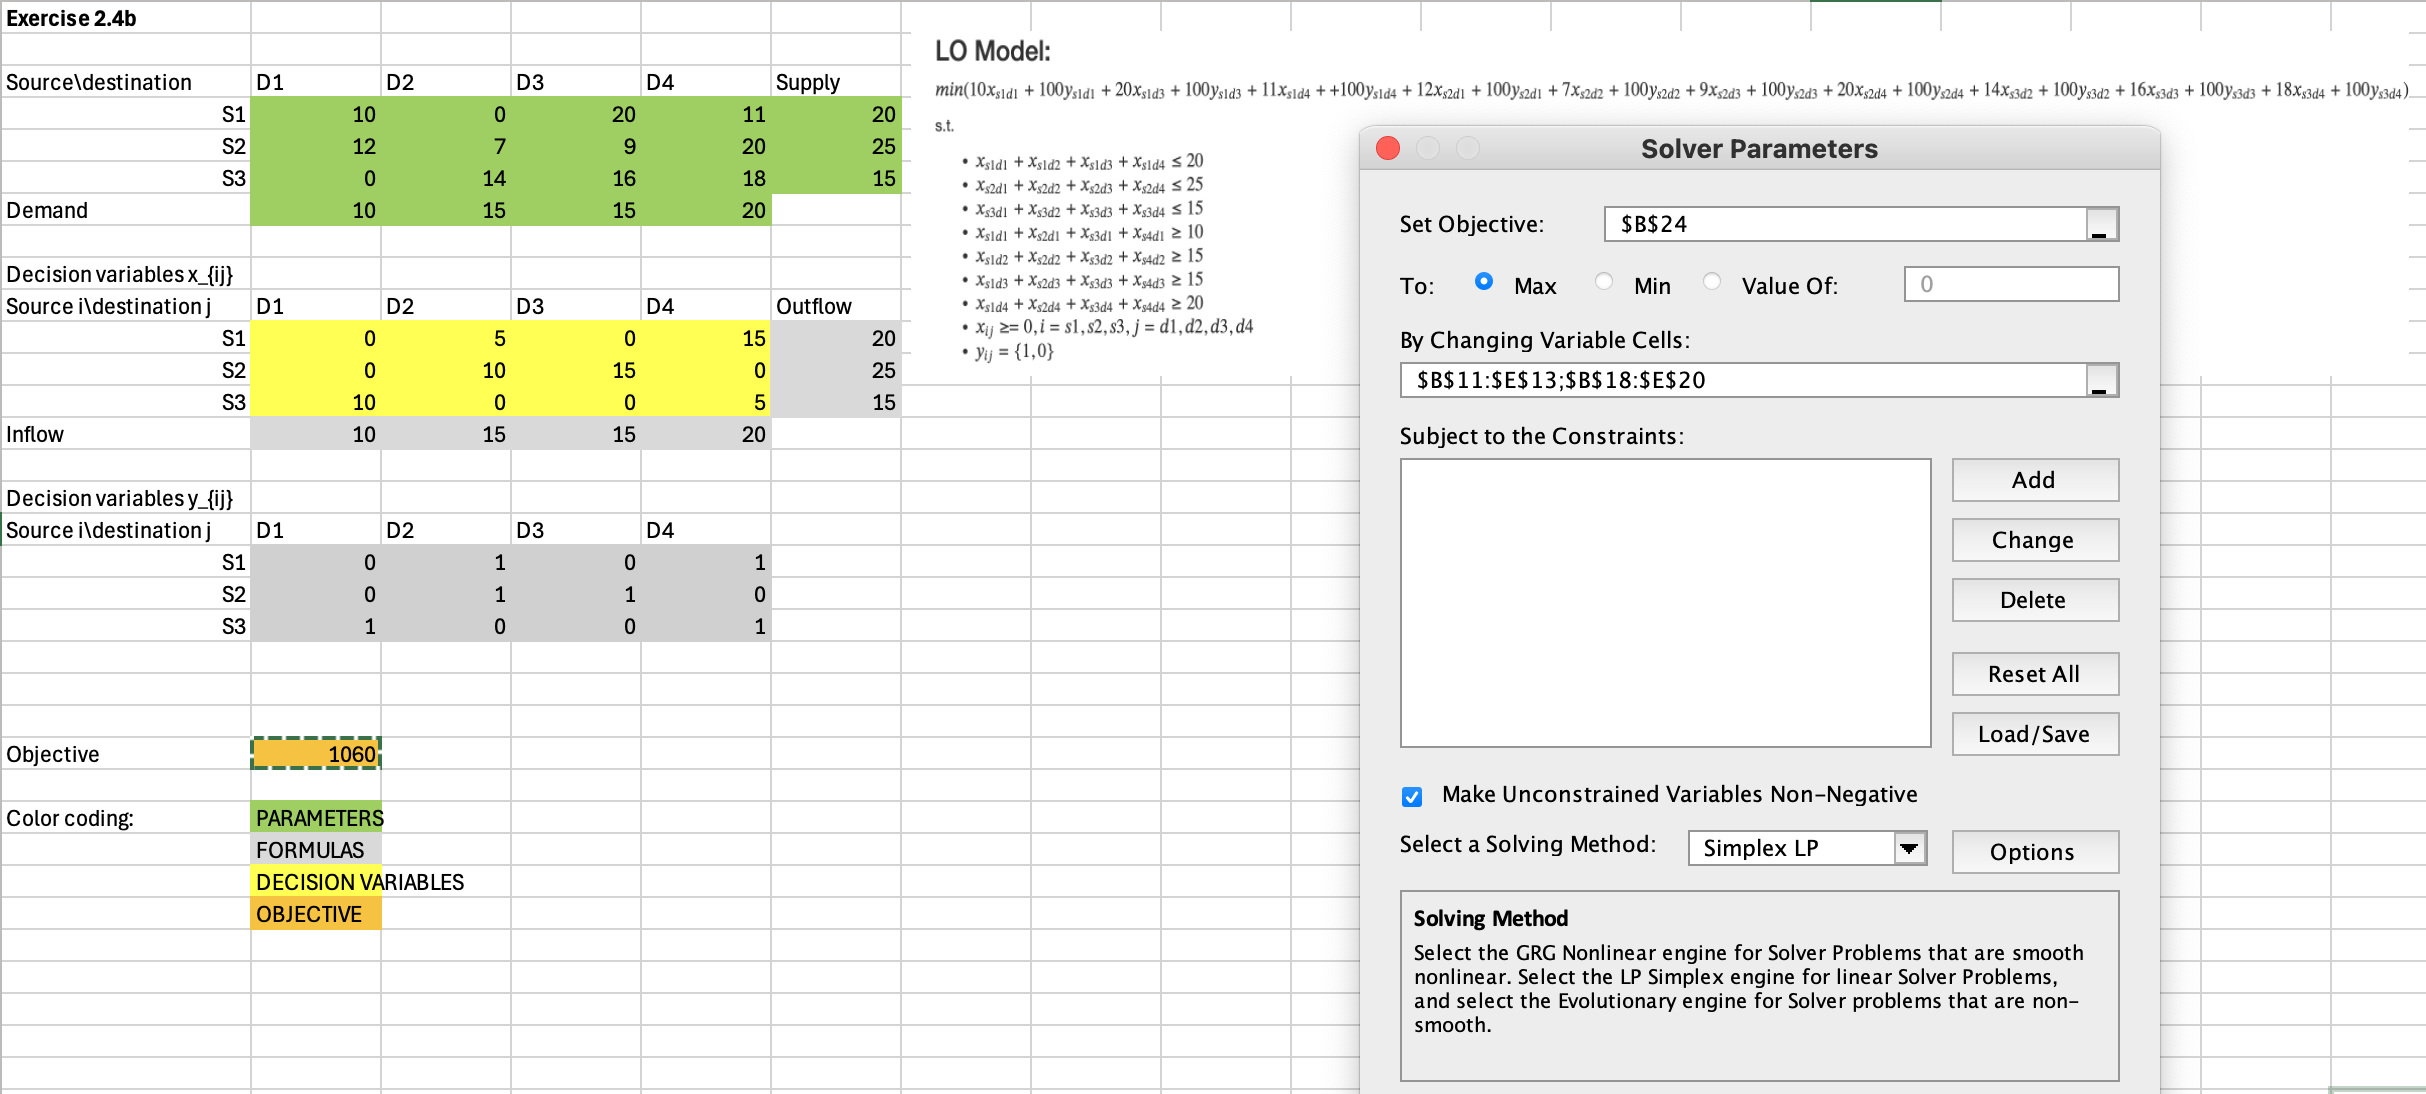 Exercise 2.4b
Source\destination D1 D2 D3 D4 Supply
S1 10 0 20 11 20
S2 12 7 9 20 25
S3 0 14 16 18 15
Demand 10 15 15 20
Decision variables x_{ij}
Source i\destination j D1 D2 D3 D4 Outflow
S1 0 5 0 15 20
S2 0 10 15 0 25
S3 10 0 0 5 15
Inflow 10 15 15 20
Decision variables y_{ij}
Source i\destination j D1 D2 D3 D4
S1 0 1 0 1
S2 0 1 1 0
S3 1 0 0 1
Objective 1060
Color coding: PARAMETERS
FORMULAS
DECISION VARIABLES
OBJECTIVE
LO Model:
min(10x_{s1d1} + 100y_{s1d1} + 20x_{s1d3} + 100y_{s1d3} + 11x_{s1d4} + +100y_{s1d4} + 12x_{s2d1} + 100y_{s2d1} + 7x_{s2d2} + 100y_{s2d2} + 9x_{s2d3} + 100y_{s2d3} + 20x_{s2d4} + 100y_{s2d4} + 14x_{s3d2} + 100y_{s3d2} + 16x_{s3d3} + 100y_{s3d3} + 18x_{s3d4} + 100y_{s3d4})
s.t.
• x_{s1d1} + x_{s1d2} + x_{s1d3} + x_{s1d4} ≤ 20
• x_{s2d1} + x_{s2d2} + x_{s2d3} + x_{s2d4} ≤ 25
• x_{s3d1} + x_{s3d2} + x_{s3d3} + x_{s3d4} ≤ 15
• x_{s1d1} + x_{s2d1} + x_{s3d1} + x_{s4d1} ≥ 10
• x_{s1d2} + x_{s2d2} + x_{s3d2} + x_{s4d2} ≥ 15
• x_{s1d3} + x_{s2d3} + x_{s3d3} + x_{s4d3} ≥ 15
• x_{s1d4} + x_{s2d4} + x_{s3d4} + x_{s4d4} ≥ 20
• x_{ij} ≥= 0, i = s1, s2, s3, j = d1, d2, d3, d4
• y_{ij} = {1,0}
Solver Parameters
Set Objective: $B$24
To: Max Min Value Of: 0
By Changing Variable Cells:
$B$11:$E$13;$B$18:$E$20
Subject to the Constraints:
Add
Change
Delete
Reset All
Load/Save
Make Unconstrained Variables Non-Negative
Select a Solving Method: Simplex LP Options
Solving Method
Select the GRG Nonlinear engine for Solver Problems that are smooth
nonlinear. Select the LP Simplex engine for linear Solver Problems,
and select the Evolutionary engine for Solver problems that are non-
smooth.